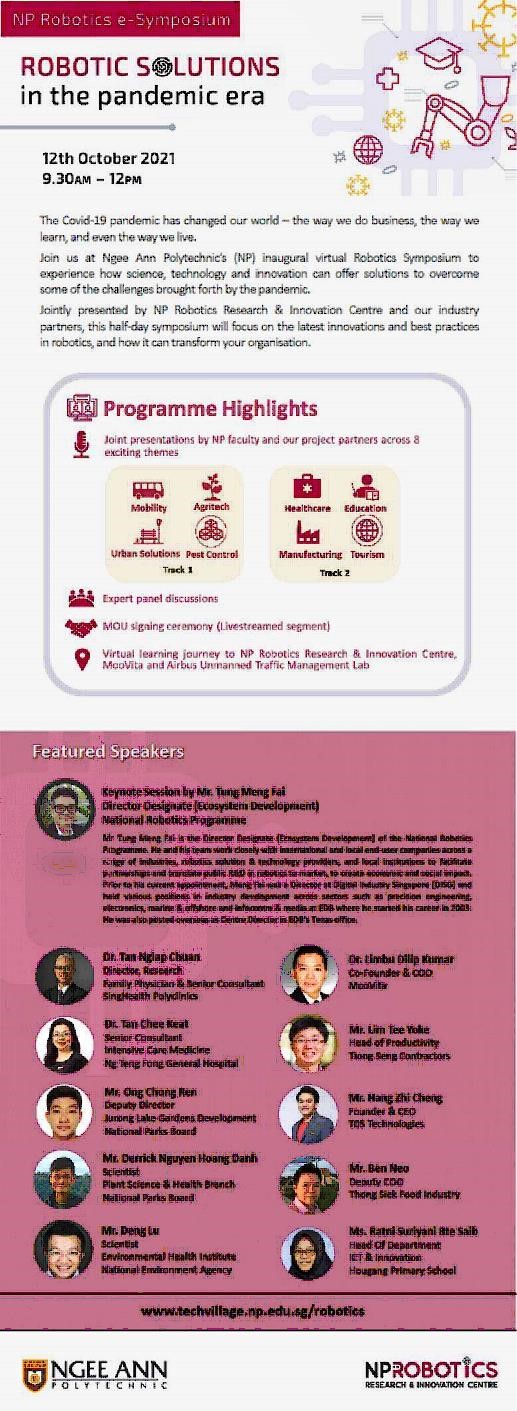 NP Robotics e-Symposium
ROBOTIC SOLUTIONS
in the pandemic era
12th October 2021
9.30AM – 12PM
The Covid-19 pandemic has changed our world – the way we do business, the way we
learn, and even the way we live.
Join us at Ngee Ann Polytechnic's (NP) inaugural virtual Robotics Symposium to
experience how science, technology and innovation can offer solutions to overcome
some of the challenges brought forth by the pandemic.
Jointly presented by NP Robotics Research & Innovation Centre and our industry
partners, this half-day symposium will focus on the latest innovations and best practices
in robotics, and how it can transform your organisation.
Programme Highlights
Joint presentations by NP faculty and our project partners across 8
exciting themes
Mobility
Agritech
Urban Solutions
Pest Control
Track 1
Healthcare
Education
Manufacturing
Tourism
Track 2
Expert panel discussions
MOU signing ceremony (Livestreamed segment)
Virtual learning journey to NP Robotics Research & Innovation Centre,
MooVita and Airbus Unmanned Traffic Management Lab
Featured Speakers
Keynote Session by Mr. Tung Meng Fai
Director Designate (Ecosystem Development)
National Robotics Programme
Mr Tung Meng Fai is the Director Designate (Ecosystem Development) of the National Robotics
Programme. He and his team work closely with international and local end-user companies across a
range of industries, robotics solution & technology providers, and local institutions to facilitate
partnerships and translate public R&D in robotics to market, to create economic and social impact.
Prior to his current appointment, Meng Fai was a Director at Digital Industry Singapore (DISG) and
held various positions in industry development across sectors such as precision engineering,
electronics, marine & offshore and infocomm & media at EDB where he started his career in 2003.
He was also posted overseas as Centre Director in EDB's Texas office.
Dr. Tan Ngiap Chuan
Director, Research
Family Physician & Senior Consultant
SingHealth Polyclinics
Dr. Limbu Dilip Kumar
Co-Founder & COO
MooVita
Dr. Tan Chee Keat
Senior Consultant
Intensive Care Medicine
Ng Teng Fong General Hospital
Mr. Lim Tee Yoke
Head of Productivity
Tiong Seng Contractors
Mr. Ong Chong Ren
Deputy Director
Jurong Lake Gardens Development
National Parks Board
Mr. Hang Zhi Cheng
Founder & CEO
TGS Technologies
Mr. Derrick Nguyen Hoang Danh
Scientist
Plant Science & Health Branch
National Parks Board
Mr. Ben Neo
Deputy COO
Thong Siek Food Industry
Mr. Deng Lu
Scientist
Environmental Health Institute
National Environment Agency
Ms. Ratni Suriyani Bte Saib
Head Of Department
ICT & Innovation
Hougang Primary School
www.techvillage.np.edu.sg/robotics
NGEE ANN
POLYTECHNIC
NPROBOTICS
RESEARCH & INNOVATION CENTRE